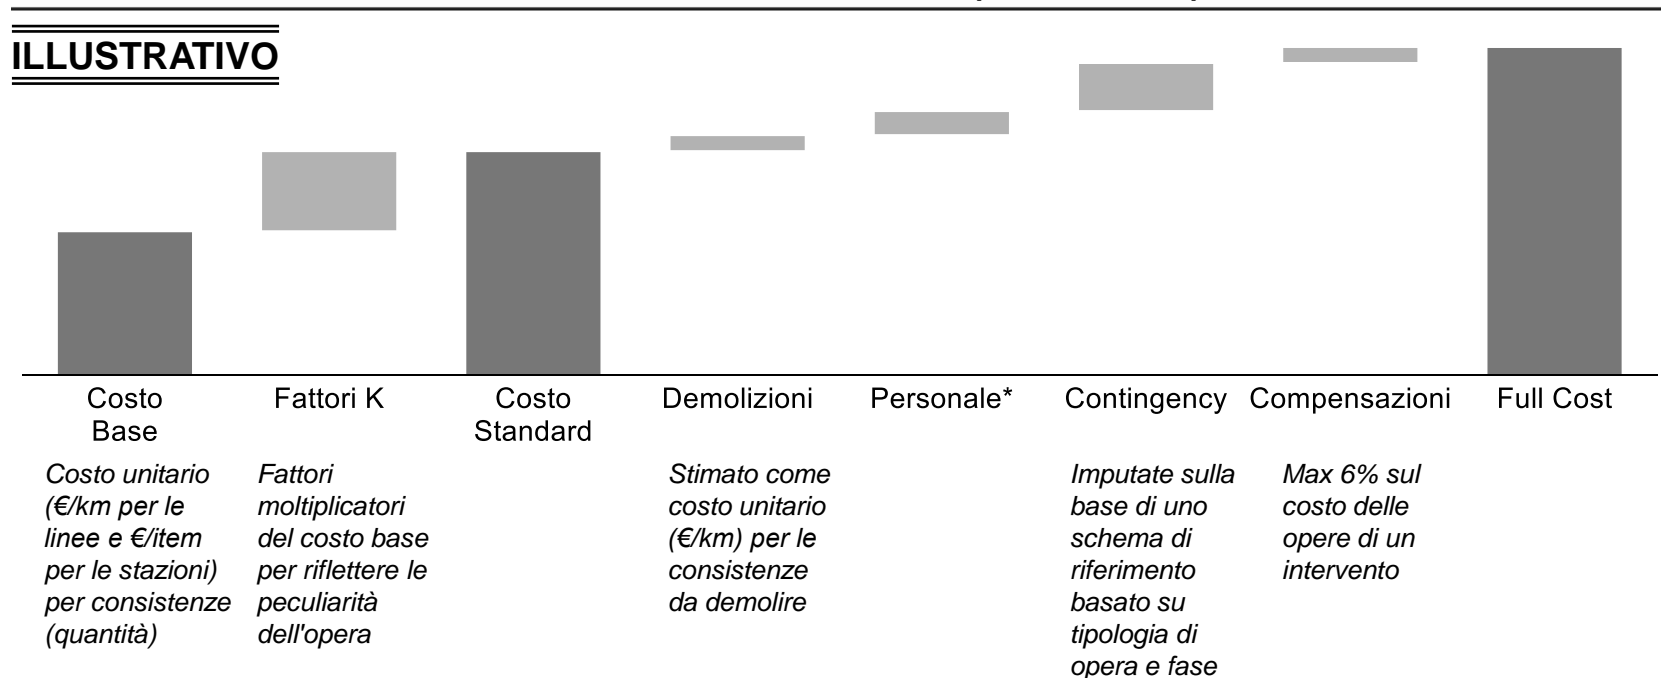 ILLUSTRATIVO
Costo
Base
Fattori K
Costo
Standard
Demolizioni
Personale*
Contingency
Compensazioni
Full Cost
Costo unitario
(€/km per le
linee e €/item
per le stazioni)
per consistenze
(quantità)
Fattori
moltiplicatori
del costo base
per riflettere le
peculiarità
dell'opera
Stimato come
costo unitario
(€/km) per le
consistenze
da demolire
Imputate sulla
base di uno
schema di
riferimento
basato su
tipologia di
opera e fase
Max 6% sul
costo delle
opere di un
intervento